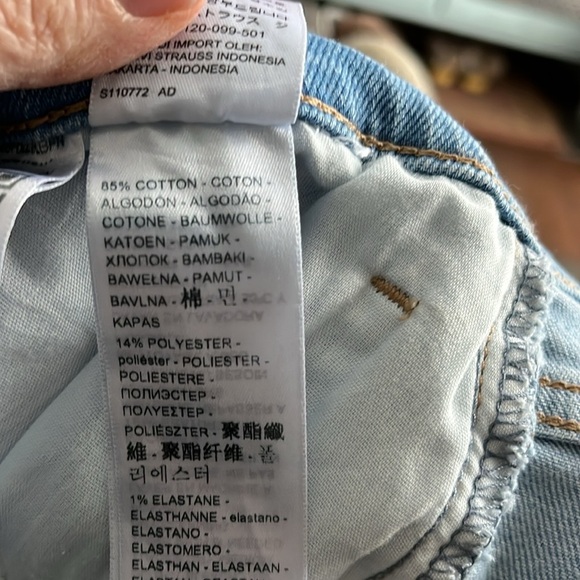 120-099-501
DI IMPORT OLEH:
STRAUSS INDONESIA
JAKARTA - INDONESIA
S110772 AD
85% COTTON - COTON -
ALGODÓN - ALGODÃO -
COTONE - BAUMWOLLE -
KATOEN - PAMUK -
ХЛОПОК - BAMBAKI -
BAWEŁNA - PAMUT -
BAVLNA - 棉 - 면
KAPAS
14% POLYESTER -
poliéster - POLIESTER -
POLIESTERE -
ПОЛИЭСТЕР -
ΠΟΛΥΕΣΤΕΡ -
POLIÉSZTER - 聚酯纖
維 - 聚酯纤维 - 폴
리에스터
1% ELASTANE -
ELASTHANNE - elastano -
ELASTANO -
ELASTOMERO -
ELASTHAN - ELASTAAN -